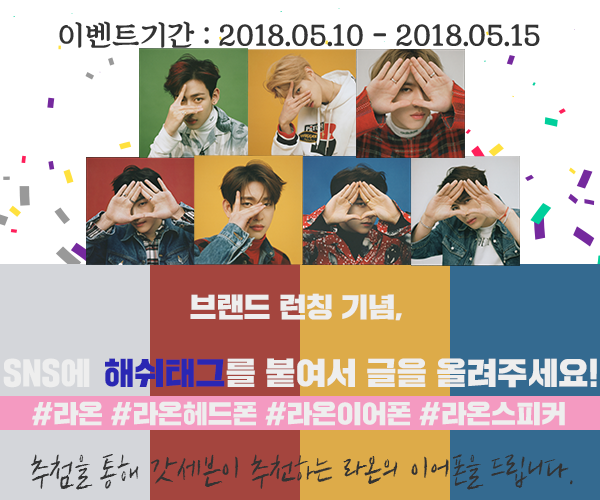 이벤트기간 : 2018.05.10 - 2018.05.15
브랜드 런칭 기념,
SNS에 해쉬태그를 붙여서 글을 올려주세요!
#라온 #라온헤드폰 #라온이어폰 #라온스피커
추첨을 통해 갓세븐이 추천하는 라온의 이어폰을 드립니다.